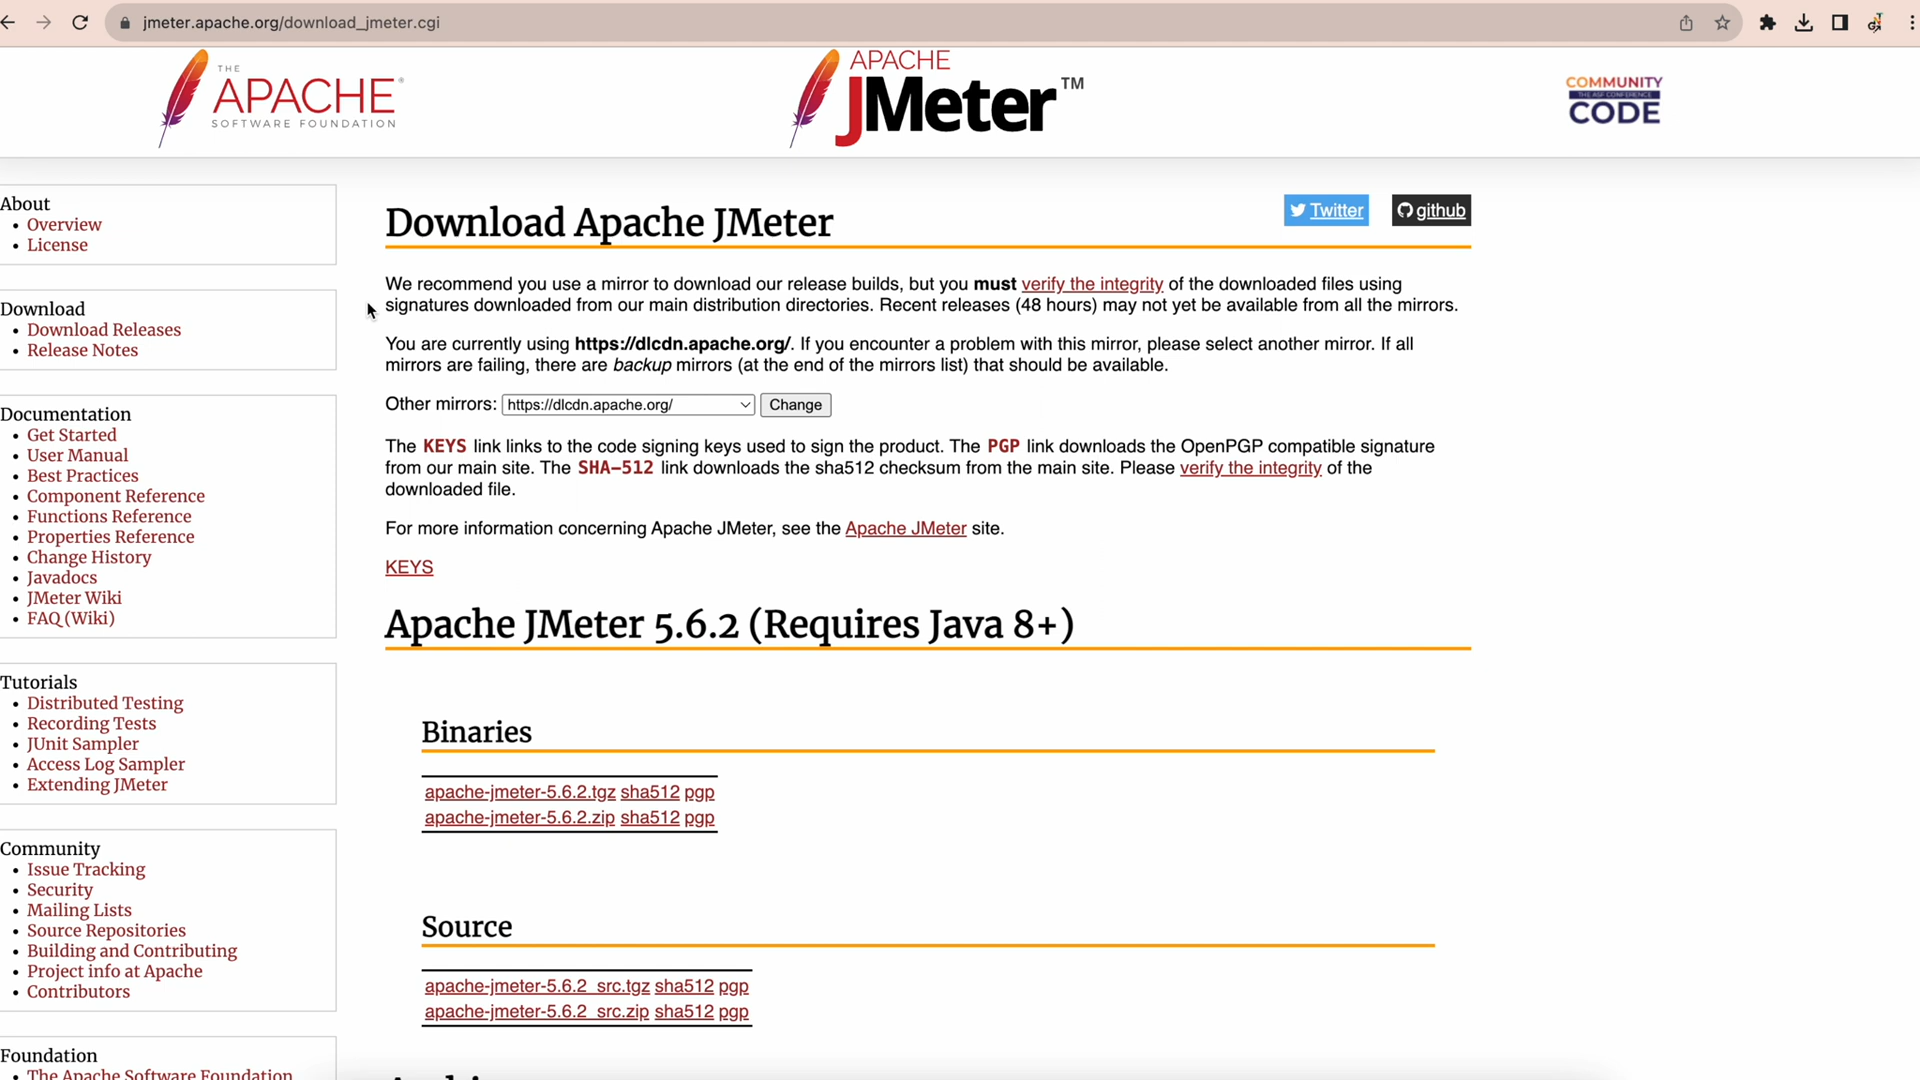 jmeter.apache.org/download_jmeter.cgi
THE
APACHE®
SOFTWARE FOUNDATION
APACHE
JMeter™
COMMUNITY
THE ASF CONFERENCE
CODE
About
• Overview
• License
Download
• Download Releases
• Release Notes
Documentation
• Get Started
• User Manual
• Best Practices
• Component Reference
• Functions Reference
• Properties Reference
• Change History
• Javadocs
• JMeter Wiki
• FAQ (Wiki)
Tutorials
• Distributed Testing
• Recording Tests
• JUnit Sampler
• Access Log Sampler
• Extending JMeter
Community
• Issue Tracking
• Security
• Mailing Lists
• Source Repositories
• Building and Contributing
• Project info at Apache
• Contributors
Foundation
• The Apache Software Foundation
Twitter
github
Download Apache JMeter
We recommend you use a mirror to download our release builds, but you must verify the integrity of the downloaded files using
signatures downloaded from our main distribution directories. Recent releases (48 hours) may not yet be available from all the mirrors.
You are currently using https://dlcdn.apache.org/. If you encounter a problem with this mirror, please select another mirror. If all
mirrors are failing, there are backup mirrors (at the end of the mirrors list) that should be available.
Other mirrors: https://dlcdn.apache.org/ Change
The KEYS link links to the code signing keys used to sign the product. The PGP link downloads the OpenPGP compatible signature
from our main site. The SHA-512 link downloads the sha512 checksum from the main site. Please verify the integrity of the
downloaded file.
For more information concerning Apache JMeter, see the Apache JMeter site.
KEYS
Apache JMeter 5.6.2 (Requires Java 8+)
Binaries
apache-jmeter-5.6.2.tgz sha512 pgp
apache-jmeter-5.6.2.zip sha512 pgp
Source
apache-jmeter-5.6.2_src.tgz sha512 pgp
apache-jmeter-5.6.2_src.zip sha512 pgp